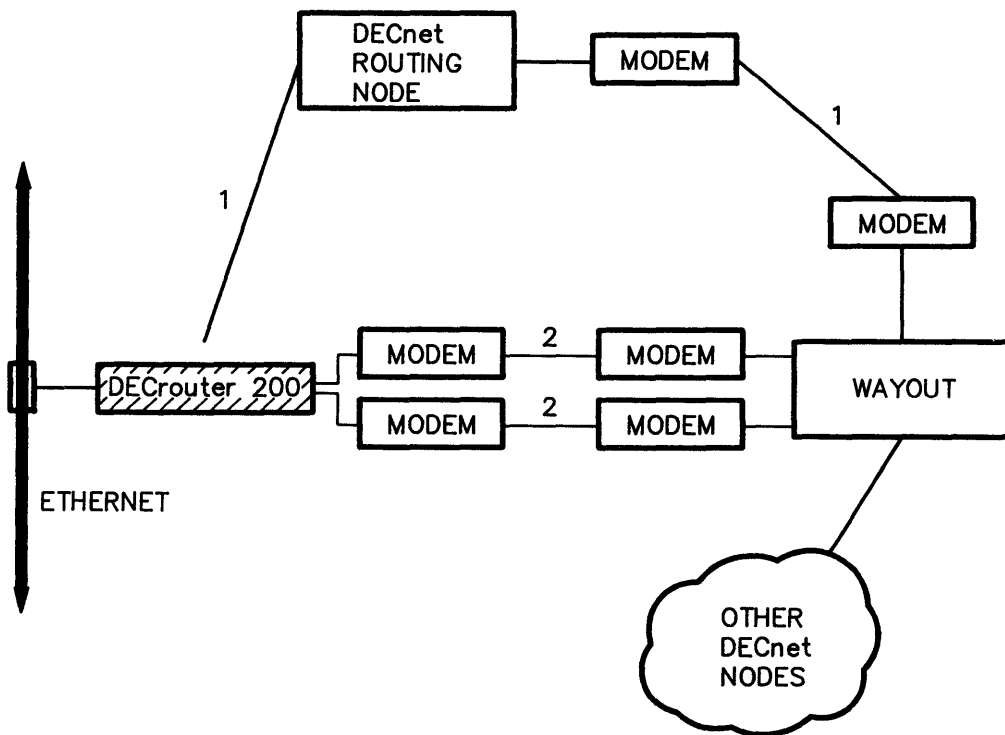 DECnet
ROUTING
NODE
MODEM
1
1
MODEM
DECrouter 200
MODEM
2
MODEM
WAYOUT
MODEM
2
MODEM
ETHERNET
OTHER
DECnet
NODES